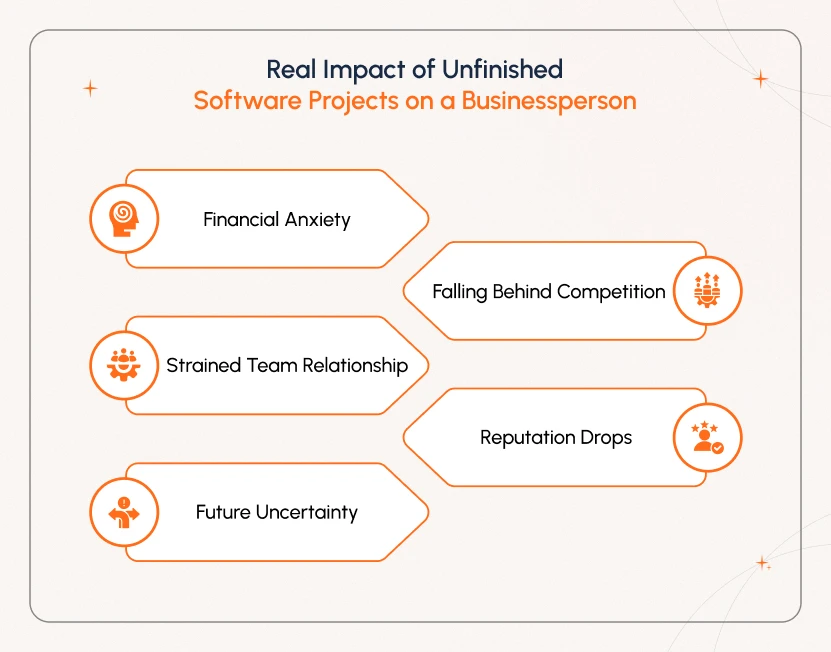 Real Impact of Unfinished
Software Projects on a Businessperson
Financial Anxiety
Falling Behind Competition
Strained Team Relationship
Reputation Drops
Future Uncertainty